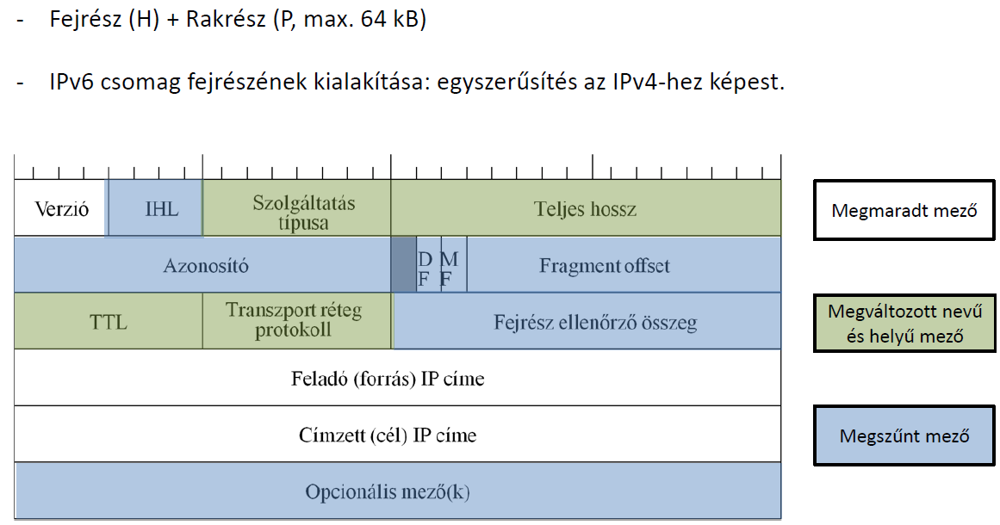 - Fejrész (H) + Rakrész (P, max. 64 kB)
- IPv6 csomag fejrészének kialakítása: egyszerűsítés az IPv4-hez képest.
Verzió
IHL
Szolgáltatás
típusa
Teljes hossz
Azonosító
D
F
M
F
Fragment offset
TTL
Transzport réteg
protokoll
Fejrész ellenőrző összeg
Feladó (forrás) IP címe
Címzett (cél) IP címe
Opcionális mező(k)
Megmaradt mező
Megváltozott nevű
és helyű mező
Megszűnt mező